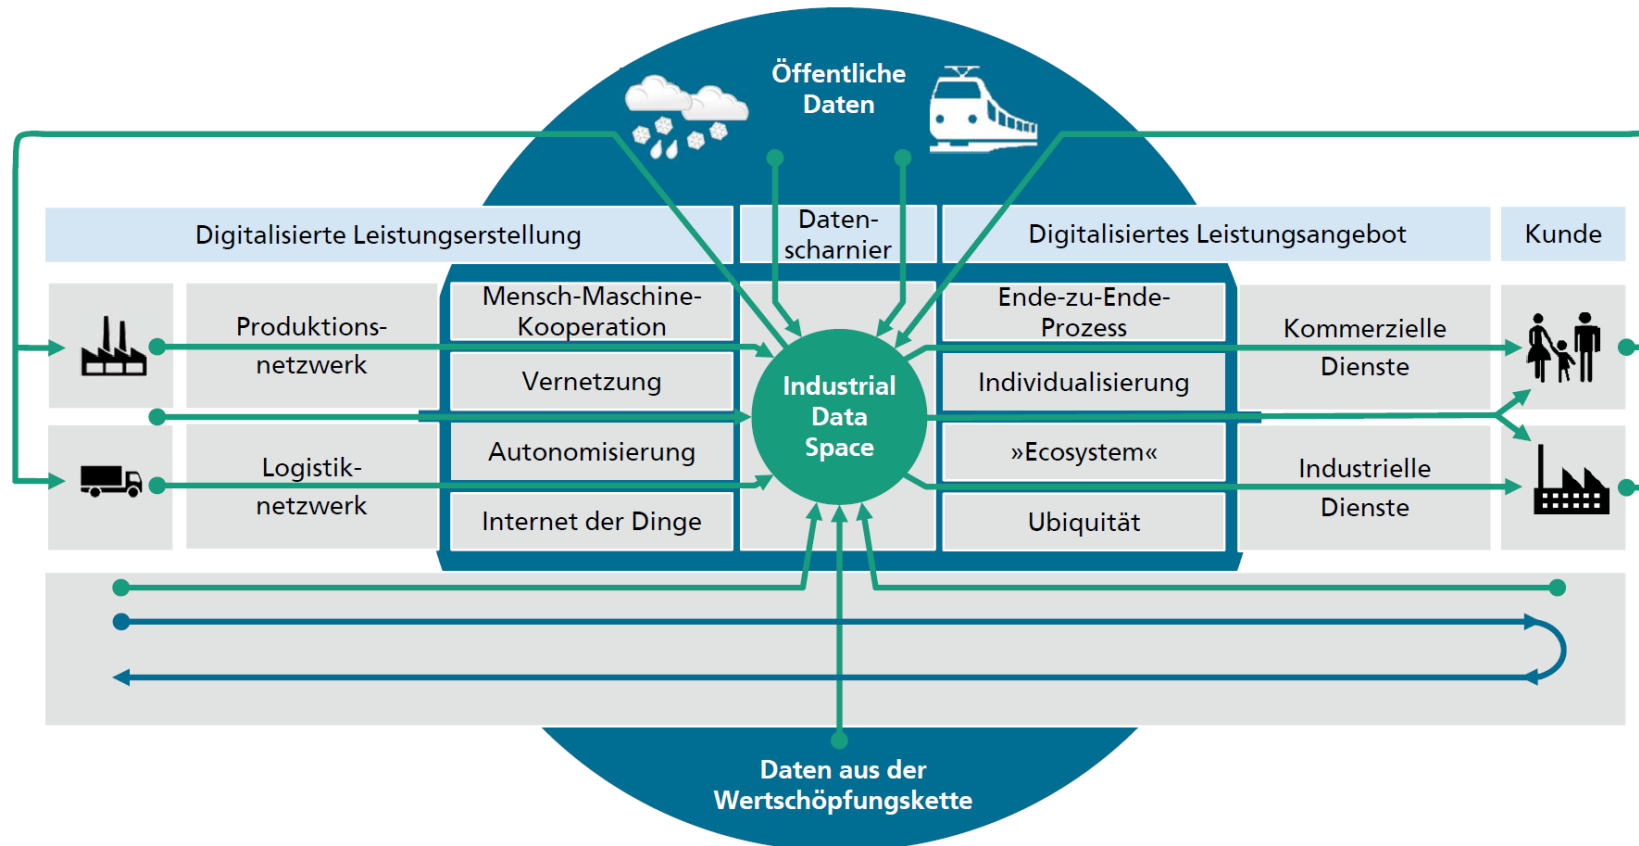 Öffentliche
Daten
Digitalisierte Leistungserstellung
Daten-
scharnier
Digitalisiertes Leistungsangebot
Kunde
Produktions-
netzwerk
Logistik-
netzwerk
Mensch-Maschine-
Kooperation
Vernetzung
Autonomisierung
Internet der Dinge
Industrial
Data
Space
Ende-zu-Ende-
Prozess
Individualisierung
»Ecosystem«
Ubiquität
Kommerzielle
Dienste
Industrielle
Dienste
Daten aus der
Wertschöpfungskette